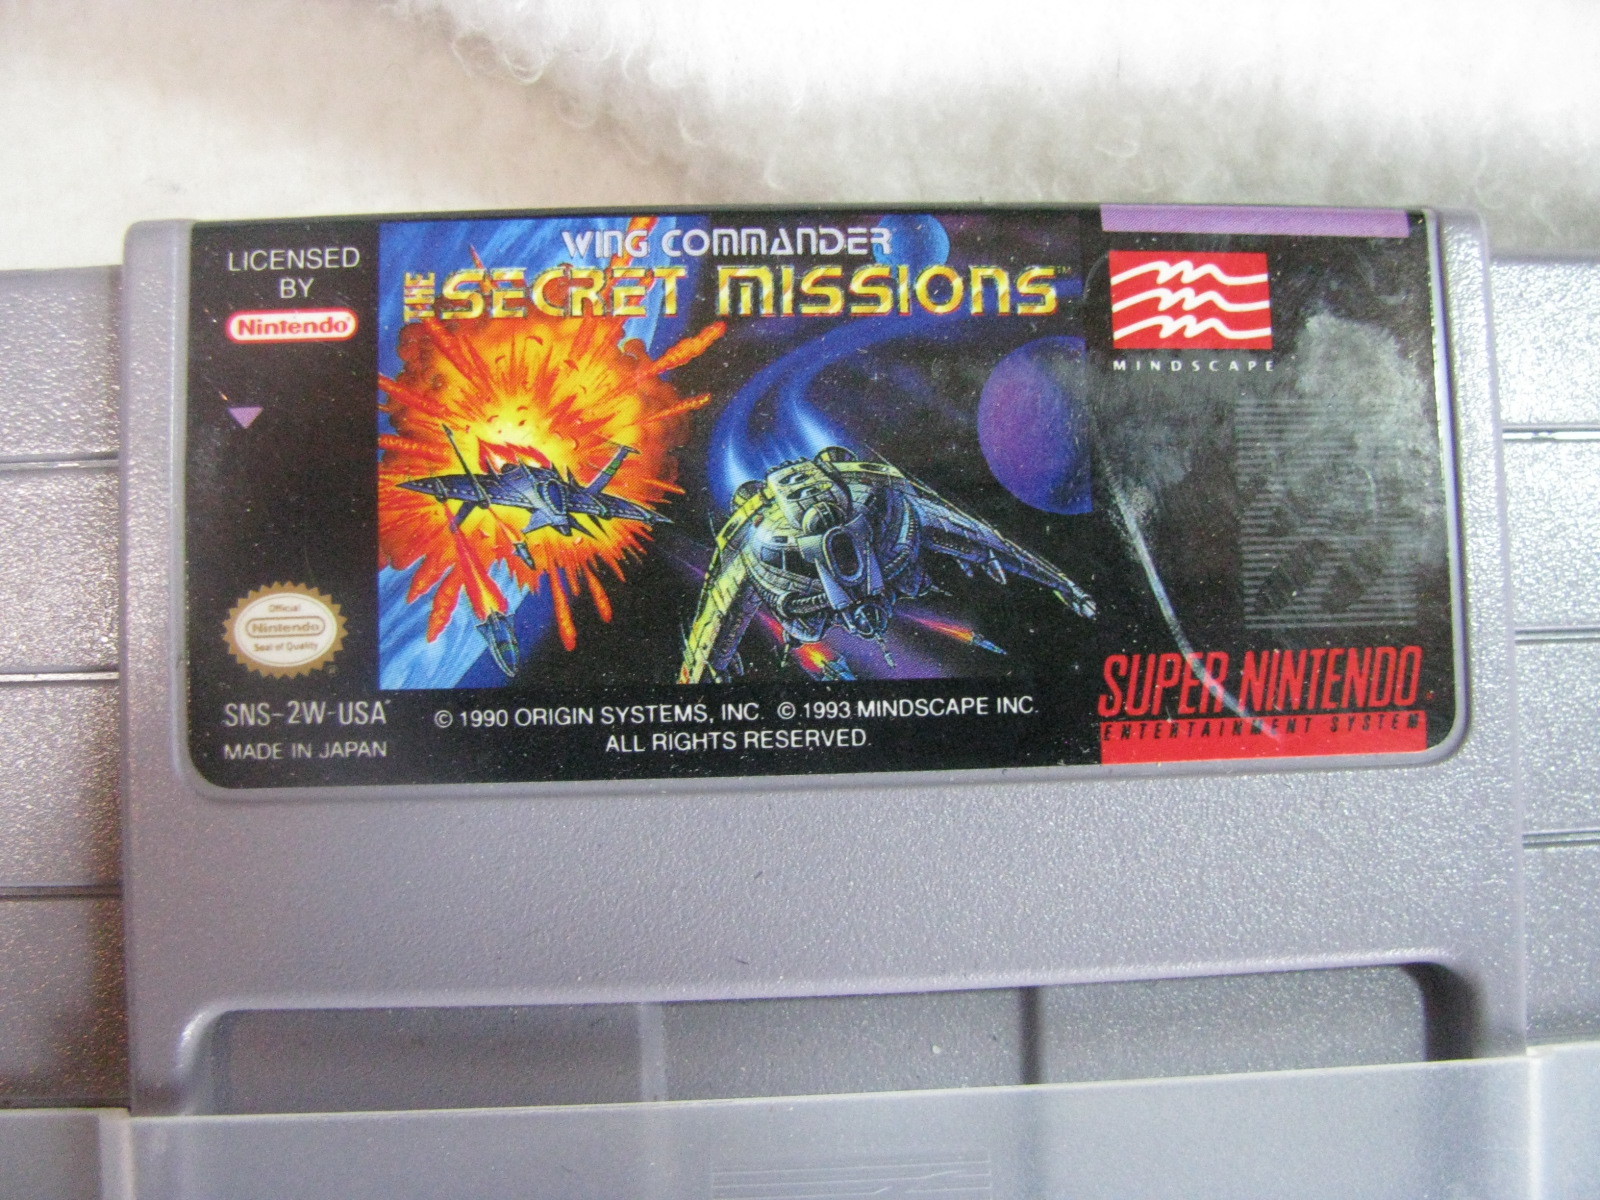 LICENSED
BY
Nintendo
WING COMMANDER
THE SECRET MISSIONS™
MINDSCAPE
Official
Nintendo
Seal of Quality
SNS-2W-USA
MADE IN JAPAN
© 1990 ORIGIN SYSTEMS, INC. © 1993 MINDSCAPE INC.
ALL RIGHTS RESERVED.
SUPER NINTENDO
ENTERTAINMENT SYSTEM